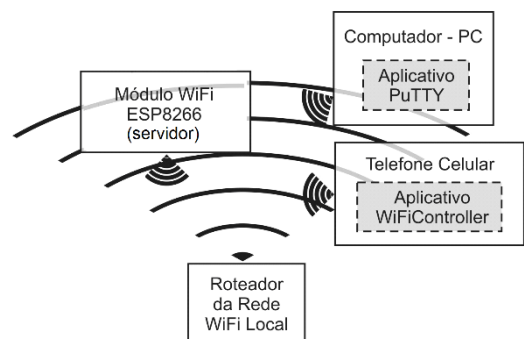 Computador - PC
Aplicativo
PuTTY
Módulo WiFi
ESP8266
(servidor)
Telefone Celular
Aplicativo
WiFiController
Roteador
da Rede
WiFi Local